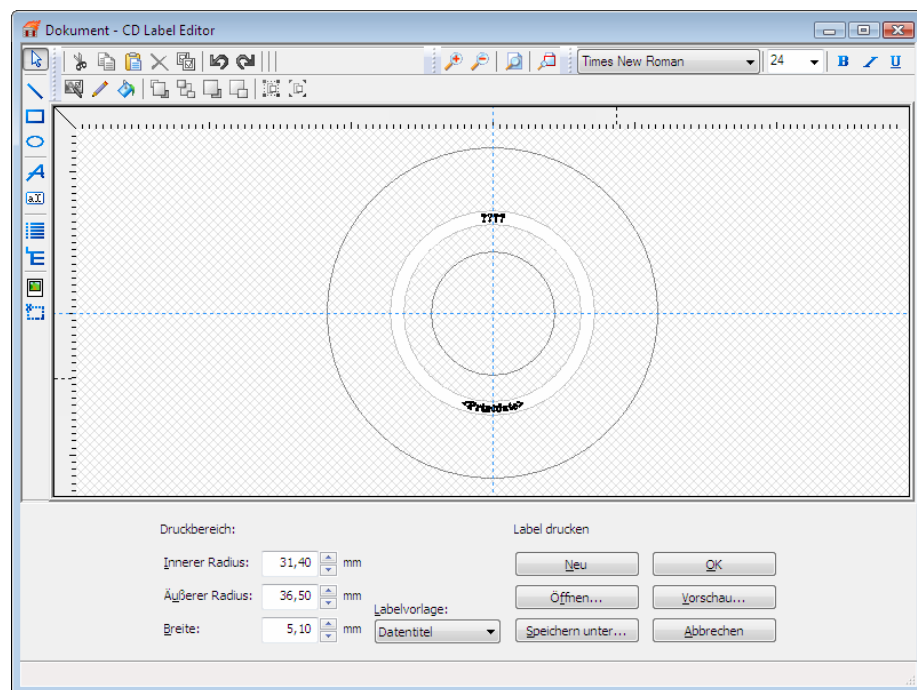 Dokument - CD Label Editor
Times New Roman
24
B I U
A
aI
E
????
<Printdate>
Druckbereich:
Label drucken
Innerer Radius: 31,40 mm
Neu
OK
Äußerer Radius: 36,50 mm
Labelvorlage:
Öffnen...
Vorschau...
Breite: 5,10 mm
Datentitel
Speichern unter...
Abbrechen